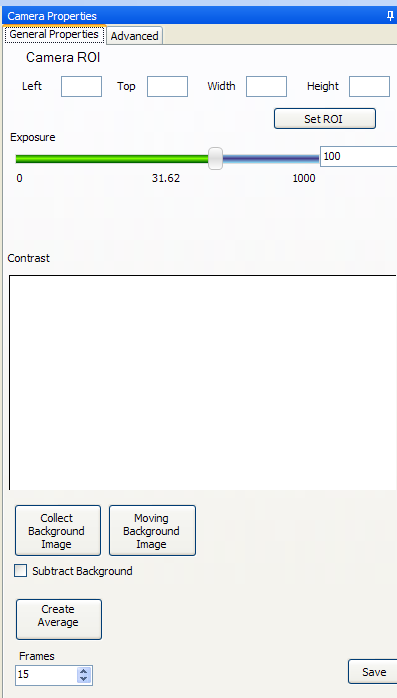 Camera Properties
General Properties Advanced
Camera ROI
Left Top Width Height
Set ROI
Exposure
100
0 31.62 1000
Contrast
Collect
Background
Image
Moving
Background
Image
Subtract Background
Create
Average
Frames
15
Save